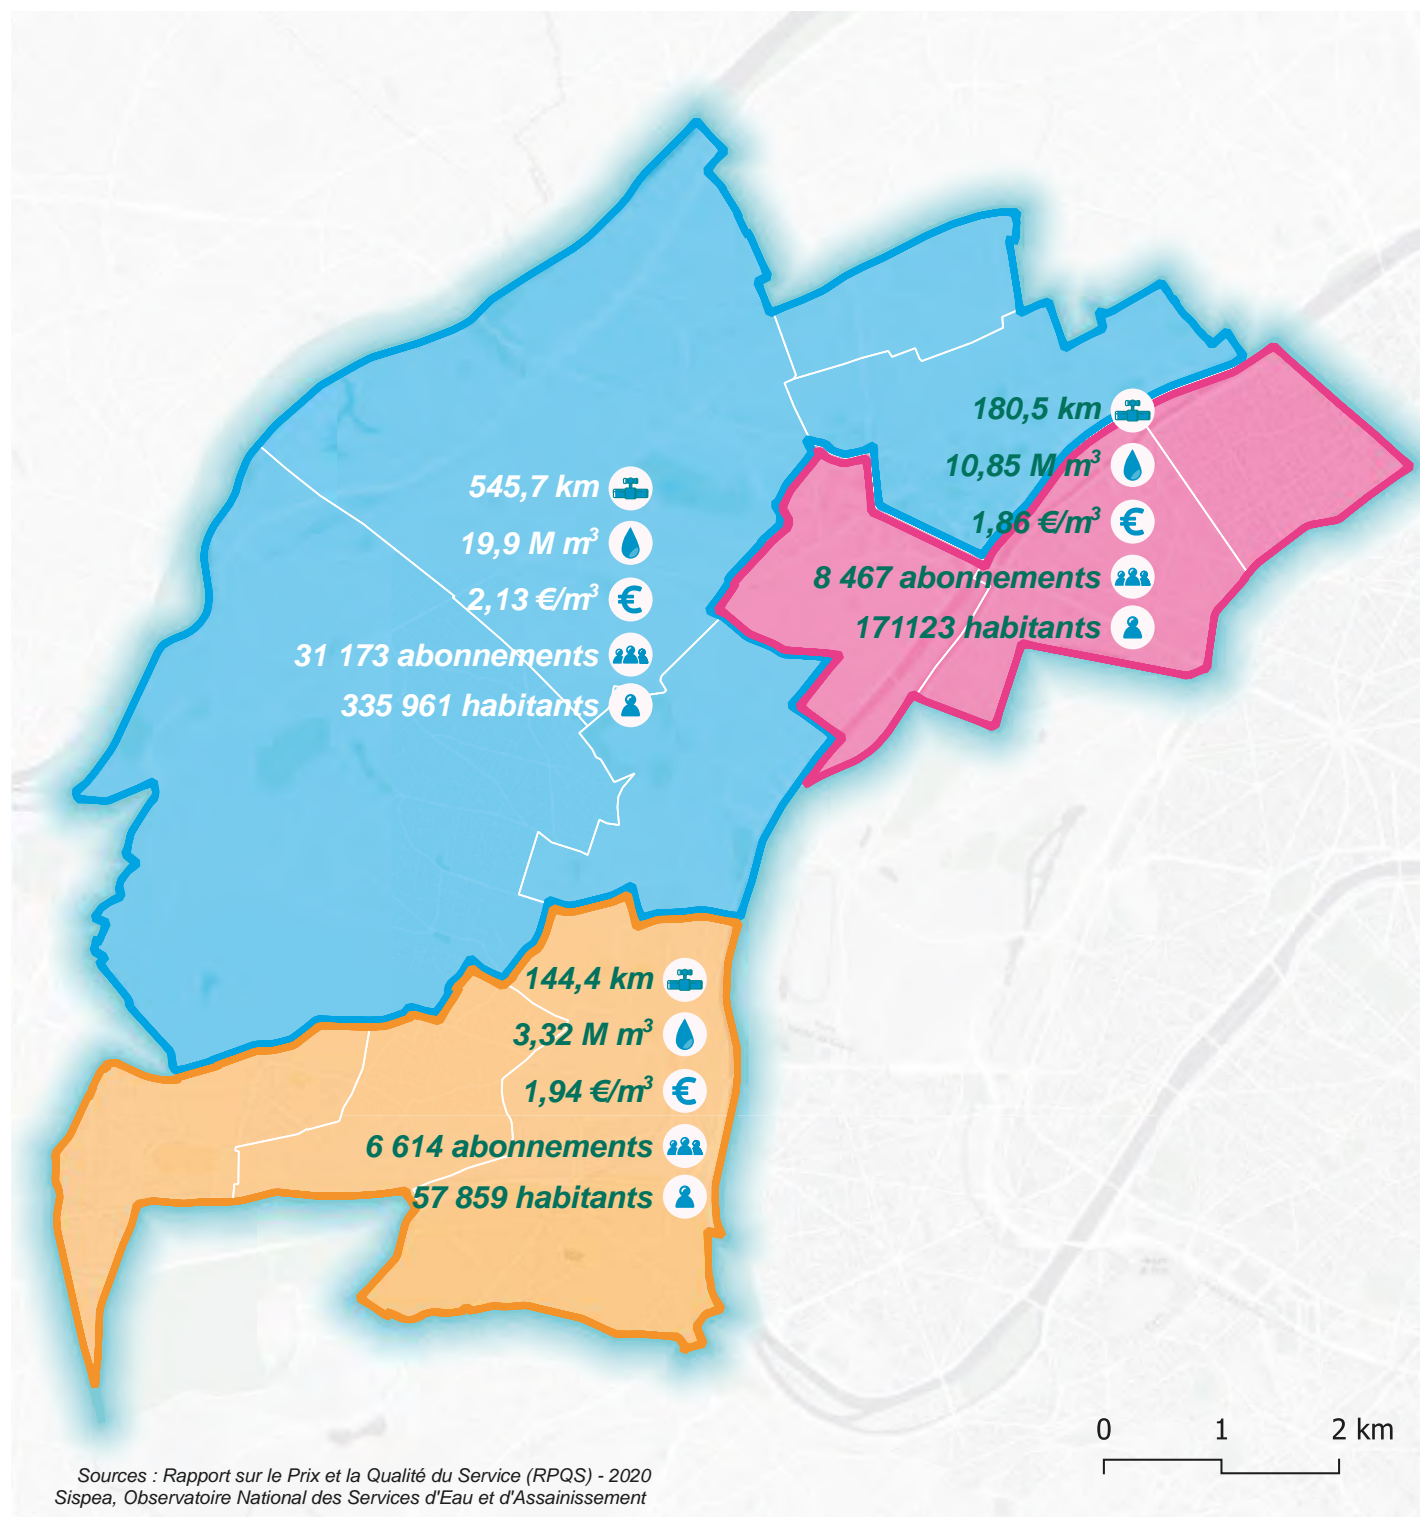 180,5 km
10,85 M m³
1,86 €/m³
8 467 abonnements
171123 habitants
545,7 km
19,9 M m³
2,13 €/m³
31 173 abonnements
335 961 habitants
144,4 km
3,32 M m³
1,94 €/m³
6 614 abonnements
57 859 habitants
0 1 2 km
Sources : Rapport sur le Prix et la Qualité du Service (RPQS) - 2020
Sispea, Observatoire National des Services d'Eau et d'Assainissement